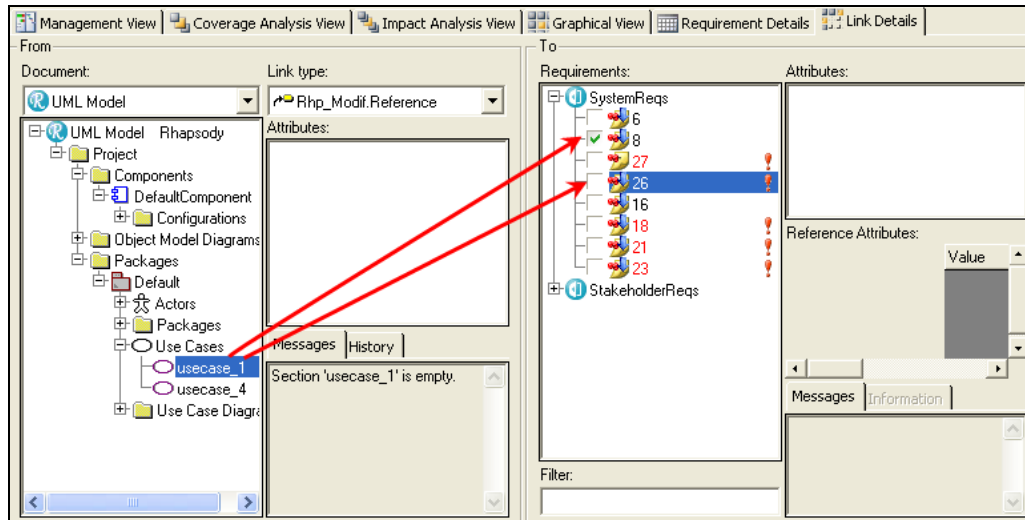 Management View Coverage Analysis View Impact Analysis View Graphical View Requirement Details Link Details
From
Document:
UML Model
UML Model Rhapsody
Project
Components
DefaultComponent
Configurations
Object Model Diagrams
Packages
Default
Actors
Packages
Use Cases
usecase_1
usecase_4
Use Case Diagra
Link type:
Rhp_Modif.Reference
Attributes:
Messages History
Section 'usecase_1' is empty.
To
Requirements:
SystemReqs
6
8
27
26
16
18
21
23
StakeholderReqs
Filter:
Attributes:
Reference Attributes:
Value
Messages Information